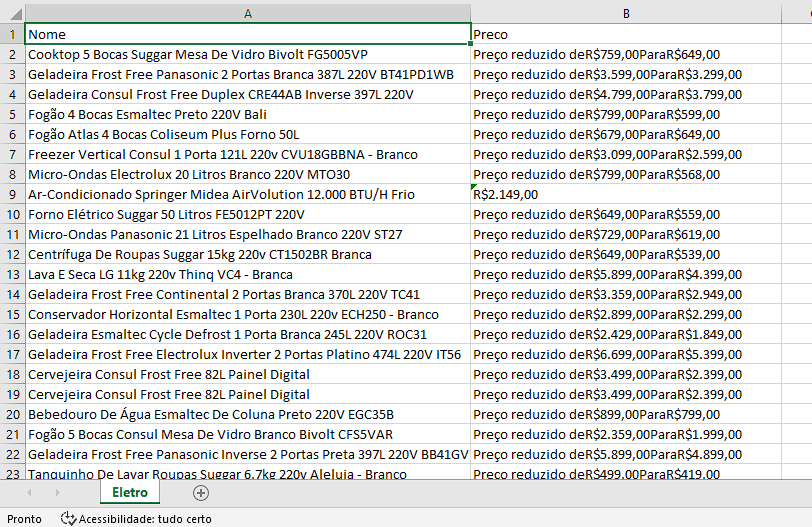 A B
1 Nome Preco
2 Cooktop 5 Bocas Suggar Mesa De Vidro Bivolt FG5005VP Preço reduzido deR$759,00ParaR$649,00
3 Geladeira Frost Free Panasonic 2 Portas Branca 387L 220V BT41PD1WB Preço reduzido deR$3.599,00ParaR$3.299,00
4 Geladeira Consul Frost Free Duplex CRE44AB Inverse 397L 220V Preço reduzido deR$4.799,00ParaR$3.799,00
5 Fogão 4 Bocas Esmaltec Preto 220V Bali Preço reduzido deR$799,00ParaR$599,00
6 Fogão Atlas 4 Bocas Coliseum Plus Forno 50L Preço reduzido deR$679,00ParaR$649,00
7 Freezer Vertical Consul 1 Porta 121L 220v CVU18GBBNA - Branco Preço reduzido deR$3.099,00ParaR$2.599,00
8 Micro-Ondas Electrolux 20 Litros Branco 220V MTO30 Preço reduzido deR$799,00ParaR$568,00
9 Ar-Condicionado Springer Midea AirVolution 12.000 BTU/H Frio R$2.149,00
10 Forno Elétrico Suggar 50 Litros FE5012PT 220V Preço reduzido deR$649,00ParaR$559,00
11 Micro-Ondas Panasonic 21 Litros Espelhado Branco 220V ST27 Preço reduzido deR$729,00ParaR$619,00
12 Centrífuga De Roupas Suggar 15kg 220v CT1502BR Branca Preço reduzido deR$649,00ParaR$539,00
13 Lava E Seca LG 11kg 220v Thinq VC4 - Branca Preço reduzido deR$5.899,00ParaR$4.399,00
14 Geladeira Frost Free Continental 2 Portas Branca 370L 220V TC41 Preço reduzido deR$3.359,00ParaR$2.949,00
15 Conservador Horizontal Esmaltec 1 Porta 230L 220v ECH250 - Branco Preço reduzido deR$2.899,00ParaR$2.299,00
16 Geladeira Esmaltec Cycle Defrost 1 Porta Branca 245L 220V ROC31 Preço reduzido deR$2.429,00ParaR$1.849,00
17 Geladeira Frost Free Electrolux Inverter 2 Portas Platino 474L 220V IT56 Preço reduzido deR$6.699,00ParaR$5.399,00
18 Cervejeira Consul Frost Free 82L Painel Digital Preço reduzido deR$3.499,00ParaR$2.399,00
19 Cervejeira Consul Frost Free 82L Painel Digital Preço reduzido deR$3.499,00ParaR$2.399,00
20 Bebedouro De Água Esmaltec De Coluna Preto 220V EGC35B Preço reduzido deR$899,00ParaR$799,00
21 Fogão 5 Bocas Consul Mesa De Vidro Branco Bivolt CFS5VAR Preço reduzido deR$2.359,00ParaR$1.999,00
22 Geladeira Frost Free Panasonic Inverse 2 Portas Preta 397L 220V BB41GV Preço reduzido deR$5.899,00ParaR$4.899,00
23 Tanquinho De Lavar Roupas Suggar 6,7kg 220v Aleluia - Branco Preço reduzido deR$499,00ParaR$419,00
Eletro
Pronto Acessibilidade: tudo certo